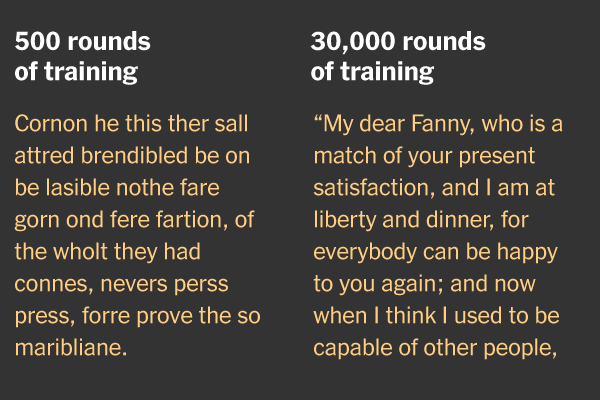 500 rounds
of training
Cornon he this ther sall
attred brendibled be on
be lasible nothe fare
gorn ond fere fartion, of
the wholt they had
connes, nevers perss
press, forre prove the so
maribliane.
30,000 rounds
of training
“My dear Fanny, who is a
match of your present
satisfaction, and I am at
liberty and dinner, for
everybody can be happy
to you again; and now
when I think I used to be
capable of other people,